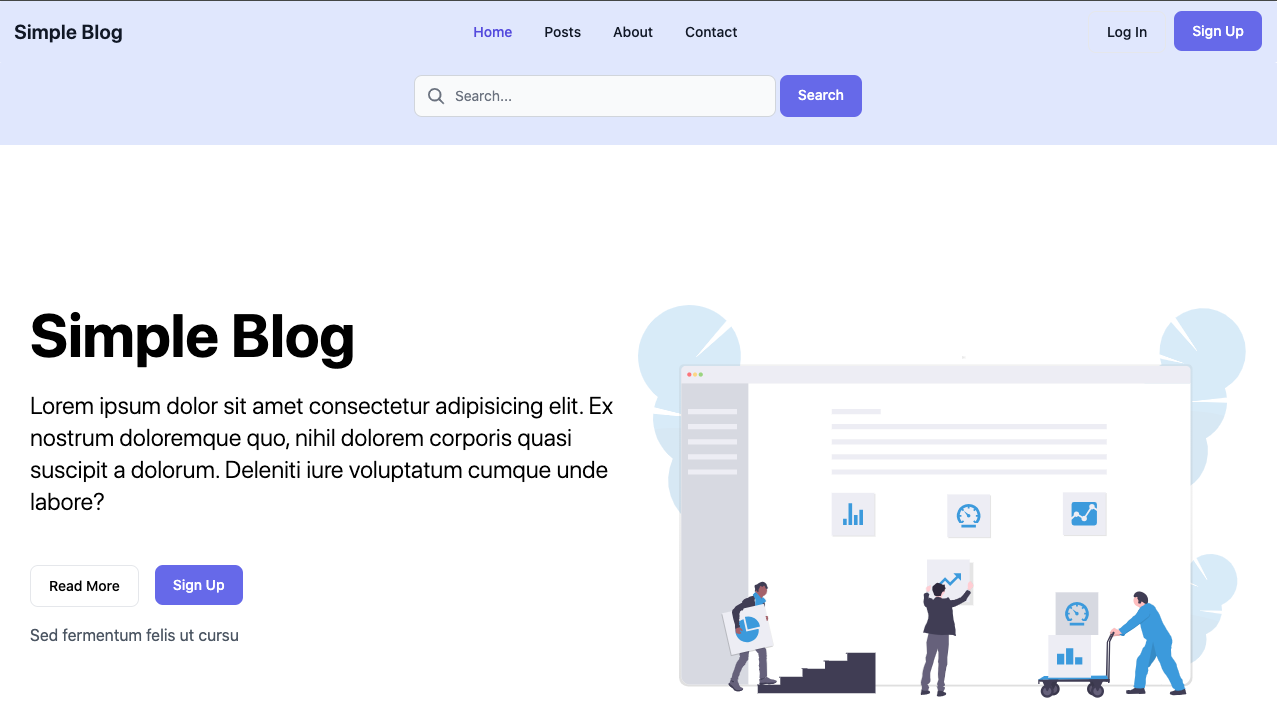 Simple Blog
Home Posts About Contact
Log In Sign Up
Search... Search
Simple Blog
Lorem ipsum dolor sit amet consectetur adipisicing elit. Ex
nostrum doloremque quo, nihil dolorem corporis quasi
suscipit a dolorum. Deleniti iure voluptatum cumque unde
labore?
Read More Sign Up
Sed fermentum felis ut cursu